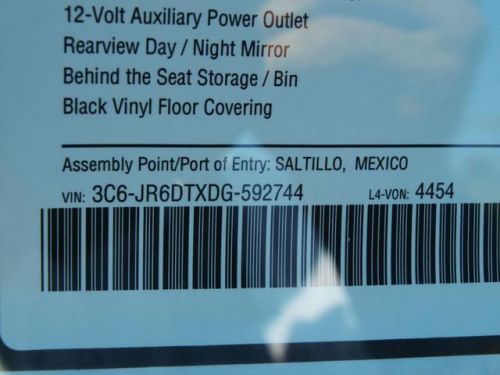 12-Volt Auxiliary Power Outlet
Rearview Day / Night Mirror
Behind the Seat Storage / Bin
Black Vinyl Floor Covering
Assembly Point/Port of Entry: SALTILLO, MEXICO
VIN: 3C6-JR6DTXDG-592744 L4-VON: 4454